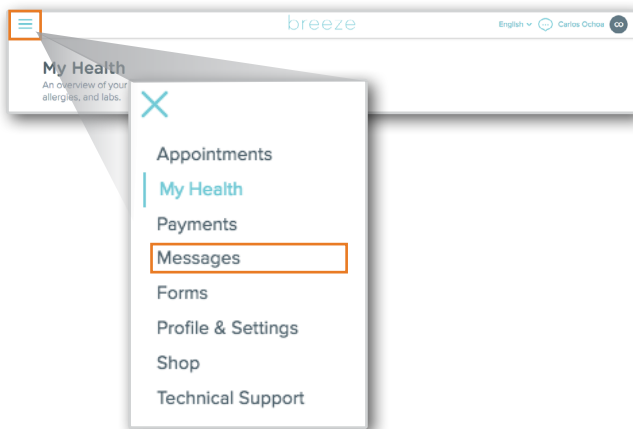 breeze
English
Carlos Ochoa
CO
My Health
An overview of your
allergies, and labs.
Appointments
My Health
Payments
Messages
Forms
Profile & Settings
Shop
Technical Support